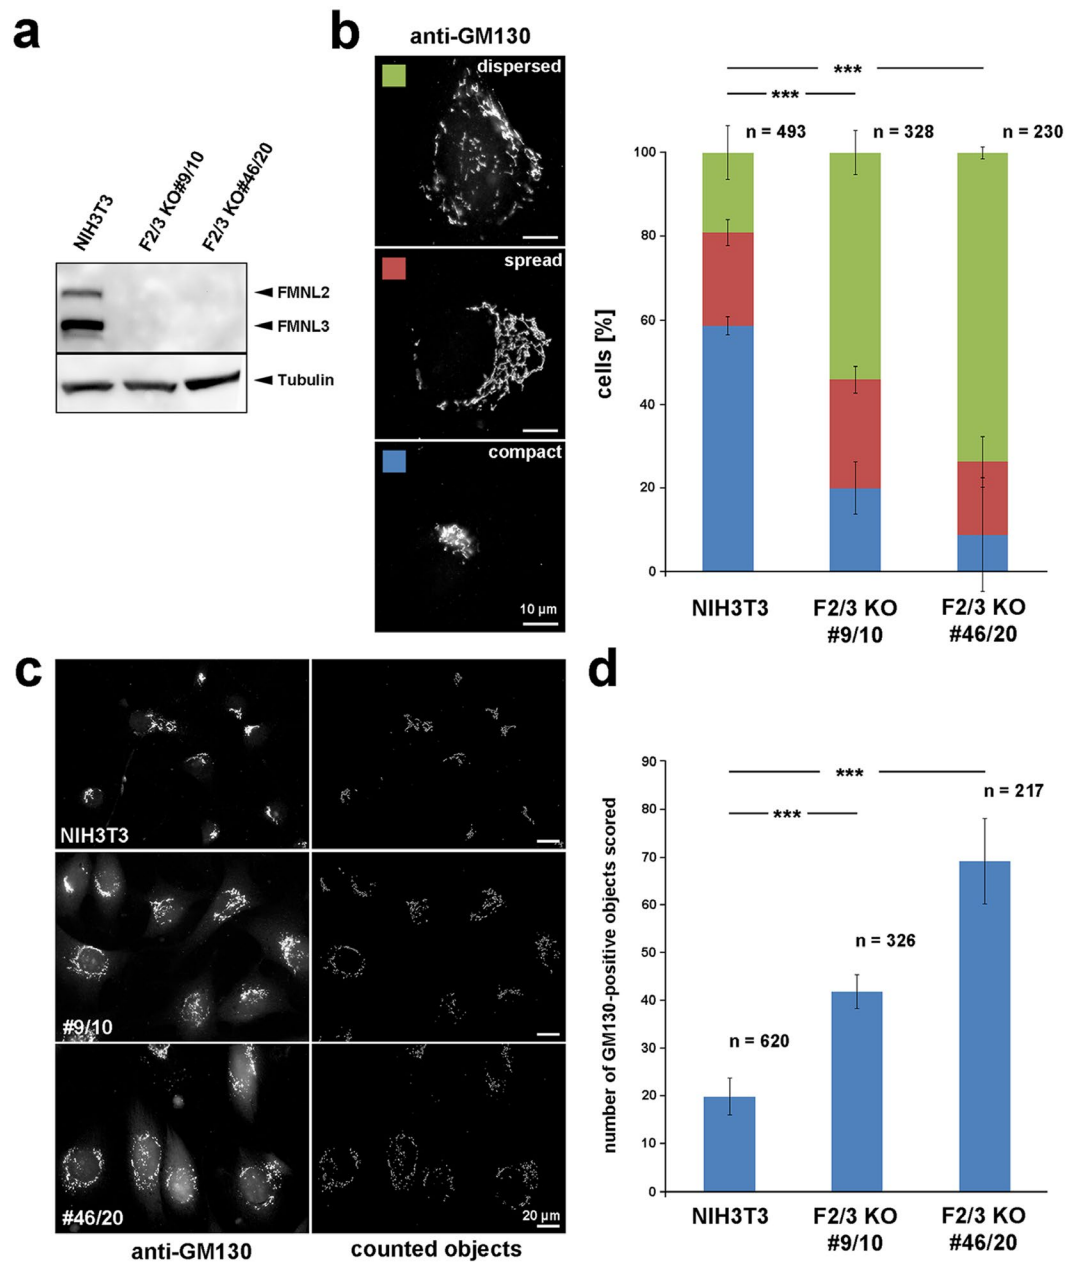 a
NIH3T3
F2/3 KO#9/10
F2/3 KO#46/20
FMNL2
FMNL3
Tubulin
b
anti-GM130
dispersed
spread
compact
10 µm
*** 
***
n = 493
n = 328
n = 230
cells [%]
100
80
60
40
20
0
NIH3T3
F2/3 KO
#9/10
F2/3 KO
#46/20
c
NIH3T3
#9/10
#46/20
20 µm
anti-GM130
counted objects
d
***
***
n = 217
n = 326
n = 620
number of GM130-positive objects scored
90
80
70
60
50
40
30
20
10
0
NIH3T3
F2/3 KO
#9/10
F2/3 KO
#46/20